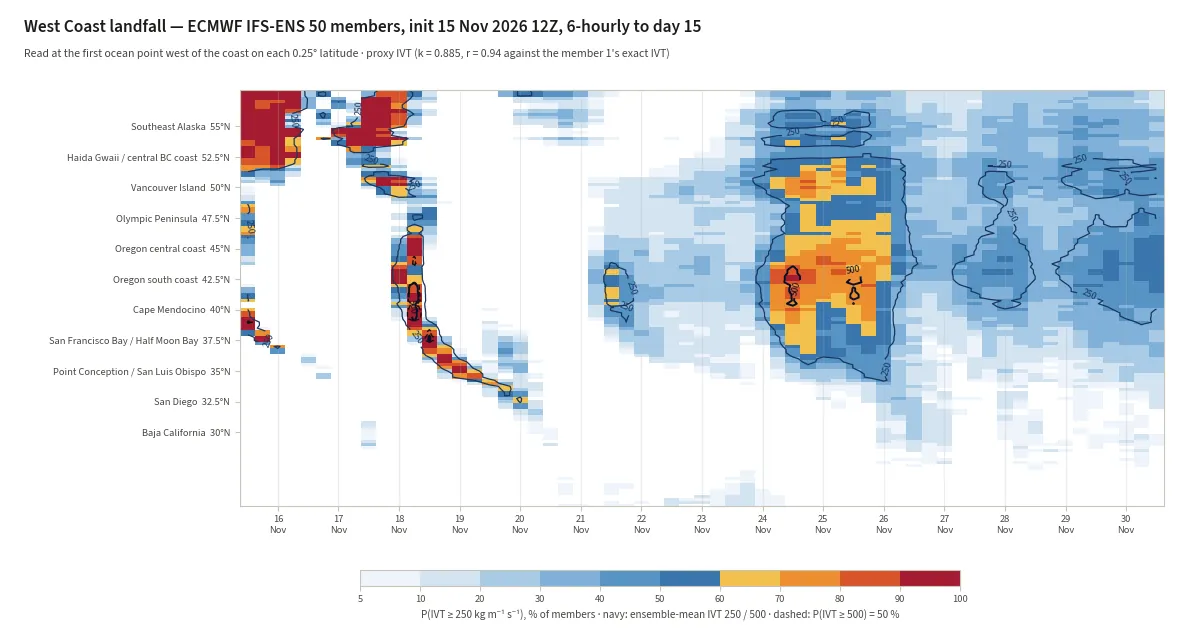 West Coast landfall — ECMWF IFS-ENS 50 members, init 15 Nov 2026 12Z, 6-hourly to day 15
Read at the first ocean point west of the coast on each 0.25° latitude · proxy IVT (k = 0.885, r = 0.94 against the member 1's exact IVT)
Southeast Alaska 55°N
Haida Gwaii / central BC coast 52.5°N
Vancouver Island 50°N
Olympic Peninsula 47.5°N
Oregon central coast 45°N
Oregon south coast 42.5°N
Cape Mendocino 40°N
San Francisco Bay / Half Moon Bay 37.5°N
Point Conception / San Luis Obispo 35°N
San Diego 32.5°N
Baja California 30°N
250
250
250
250
250
250
250
250
250
250
250
500
250
16 Nov
17 Nov
18 Nov
19 Nov
20 Nov
21 Nov
22 Nov
23 Nov
24 Nov
25 Nov
26 Nov
27 Nov
28 Nov
29 Nov
30 Nov
5 10 20 30 40 50 60 70 80 90 100
P(IVT ≥ 250 kg m⁻¹ s⁻¹), % of members · navy: ensemble-mean IVT 250 / 500 · dashed: P(IVT ≥ 500) = 50 %